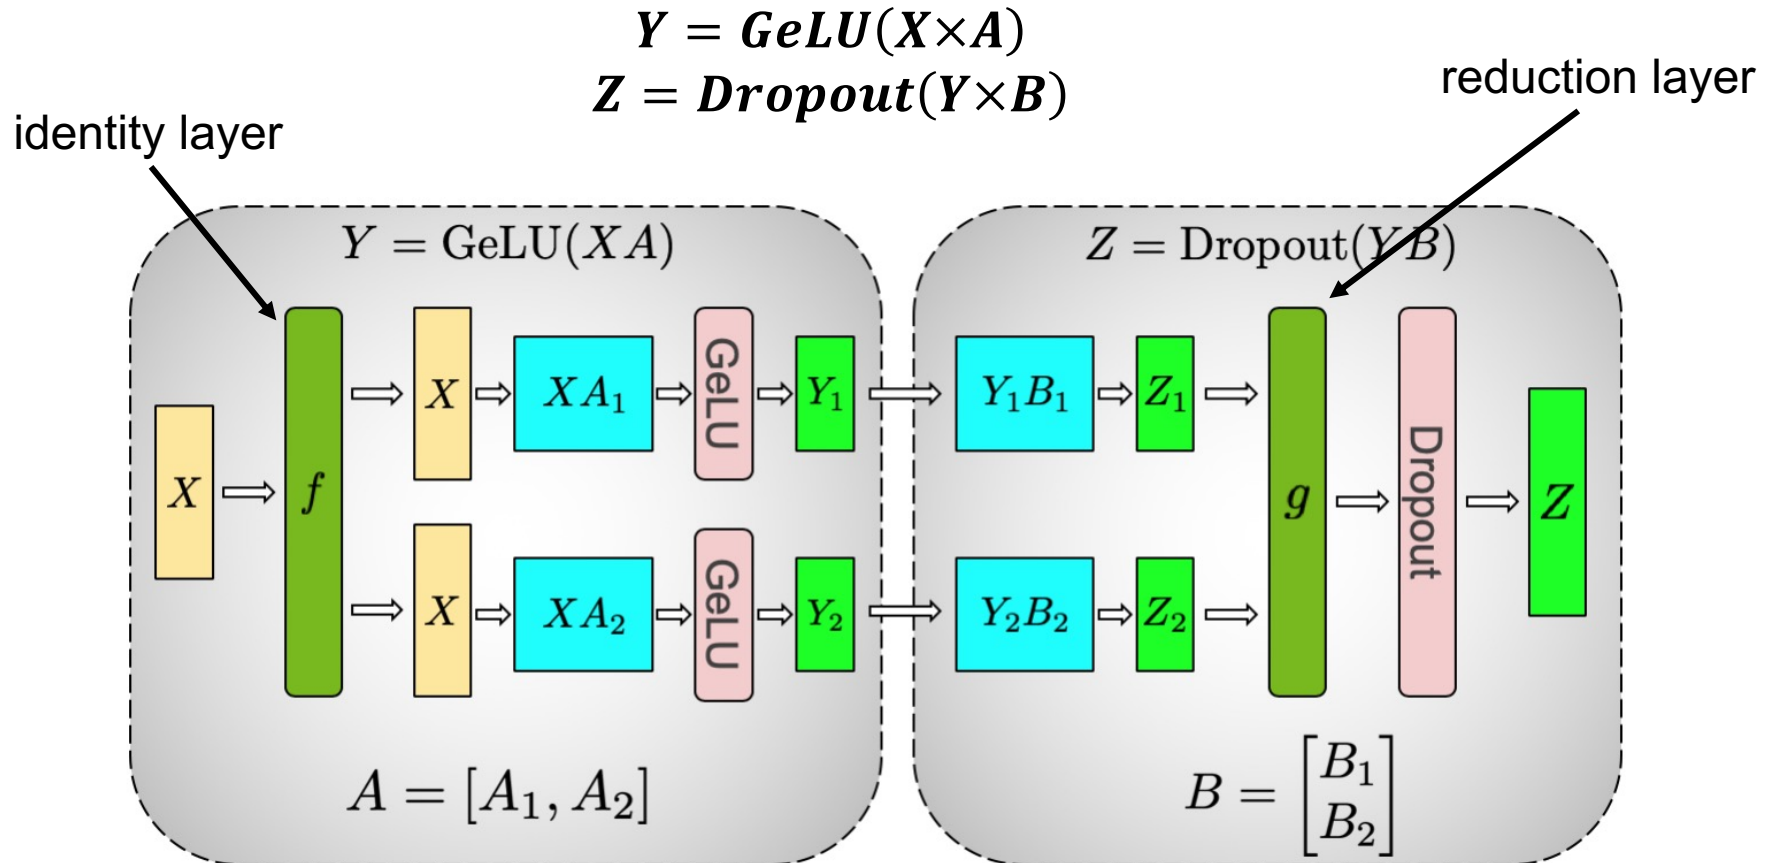 Y = GeLU(X×A)
Z = Dropout(Y×B)
reduction layer
identity layer
Y = GeLU(XA)
X
f
X
XA₁
GeLU
Y₁
X
XA₂
GeLU
Y₂
A = [A₁, A₂]
Z = Dropout(YB)
Y₁B₁
Z₁
Y₂B₂
Z₂
g
Dropout
Z
B = [B₁
B₂]